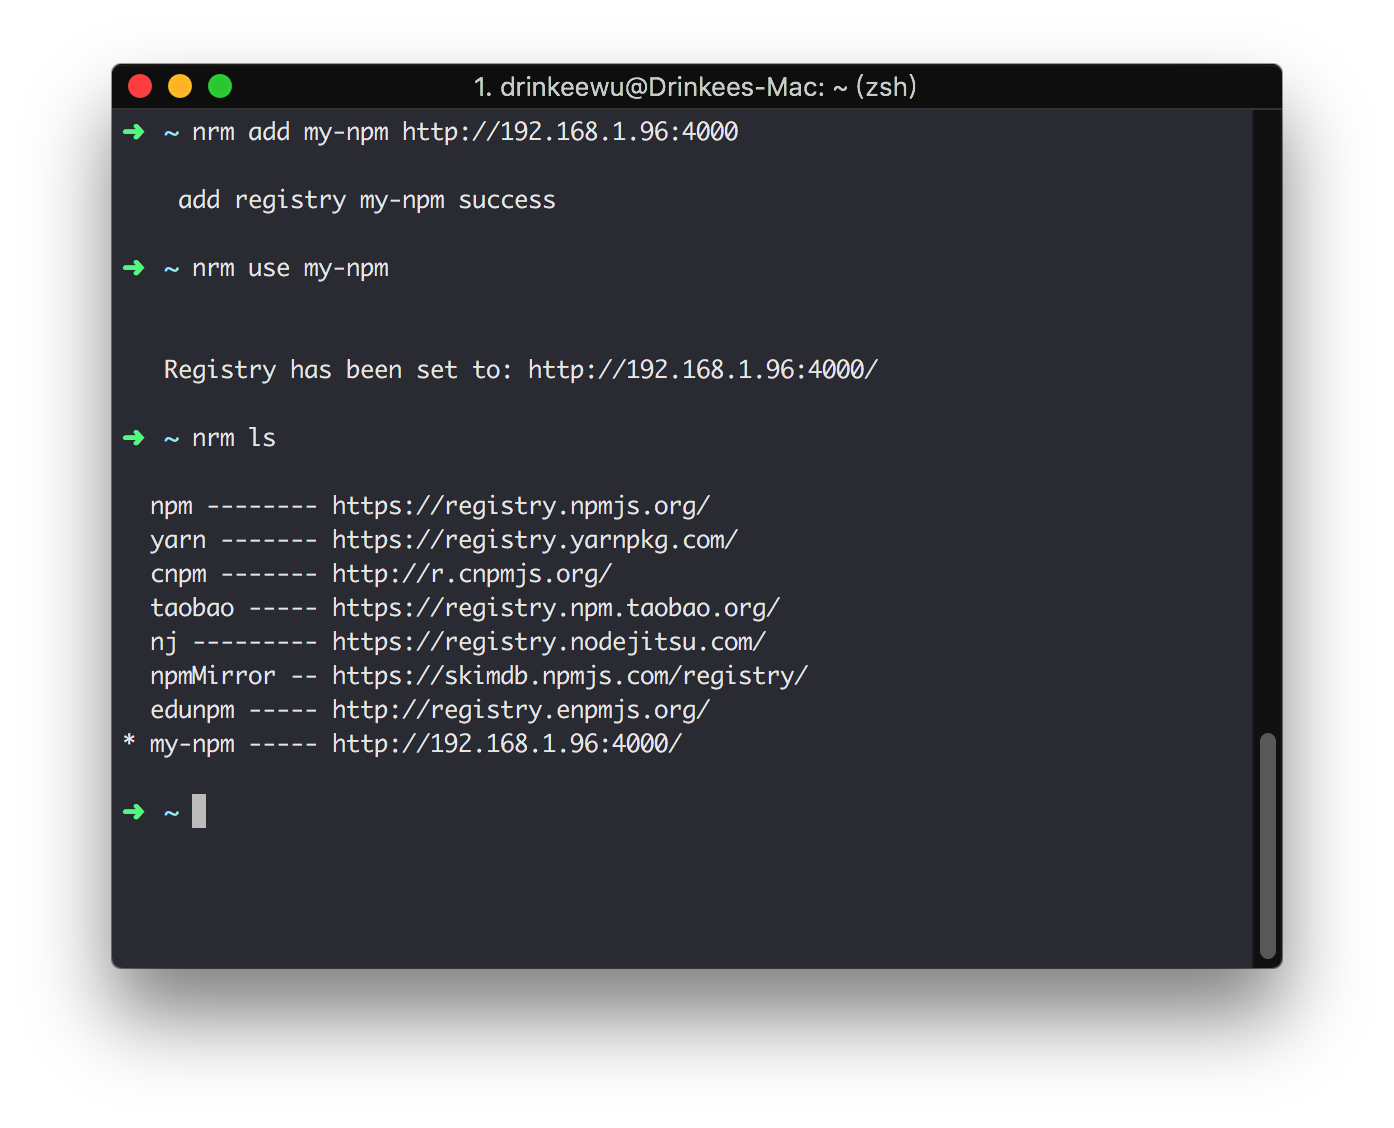 1. drinkeewu@Drinkees-Mac: ~ (zsh)
➜ ~ nrm add my-npm http://192.168.1.96:4000
add registry my-npm success
➜ ~ nrm use my-npm
Registry has been set to: http://192.168.1.96:4000/
➜ ~ nrm ls
npm -------- https://registry.npmjs.org/
yarn ------- https://registry.yarnpkg.com/
cnpm ------- http://r.cnpmjs.org/
taobao ----- https://registry.npm.taobao.org/
nj --------- https://registry.nodejitsu.com/
npmMirror -- https://skimdb.npmjs.com/registry/
edunpm ----- http://registry.enpmjs.org/
* my-npm ----- http://192.168.1.96:4000/
➜ ~